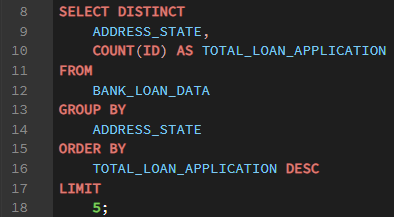 8 SELECT DISTINCT
9 ADDRESS_STATE,
10 COUNT(ID) AS TOTAL_LOAN_APPLICATION
11 FROM
12 BANK_LOAN_DATA
13 GROUP BY
14 ADDRESS_STATE
15 ORDER BY
16 TOTAL_LOAN_APPLICATION DESC
17 LIMIT
18 5;